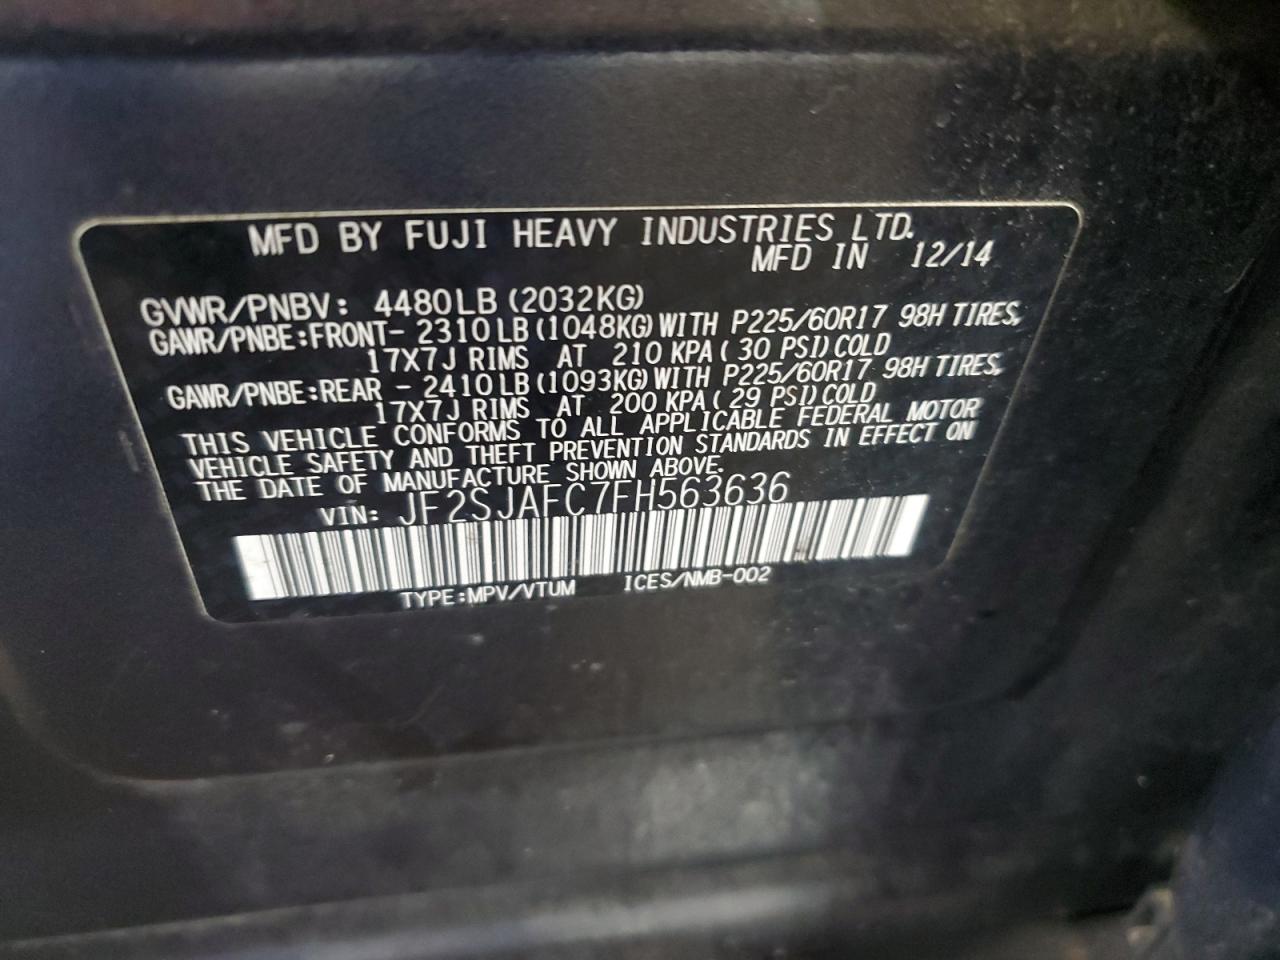 MFD BY FUJI HEAVY INDUSTRIES LTD.
MFD IN 12/14
GVWR/PNBV: 4480LB (2032KG)
GAWR/PNBE:FRONT- 2310LB (1048KG) WITH P225/60R17 98H TIRES,
17X7J RIMS AT 210 KPA ( 30 PSI) COLD
GAWR/PNBE:REAR - 2410LB (1093KG) WITH P225/60R17 98H TIRES,
17X7J RIMS AT 200 KPA ( 29 PSI) COLD
THIS VEHICLE CONFORMS TO ALL APPLICABLE FEDERAL MOTOR
VEHICLE SAFETY AND THEFT PREVENTION STANDARDS IN EFFECT ON
THE DATE OF MANUFACTURE SHOWN ABOVE.
VIN: JF2SJAFC7FH563636
TYPE:MPV/VTUM ICES/NMB-002